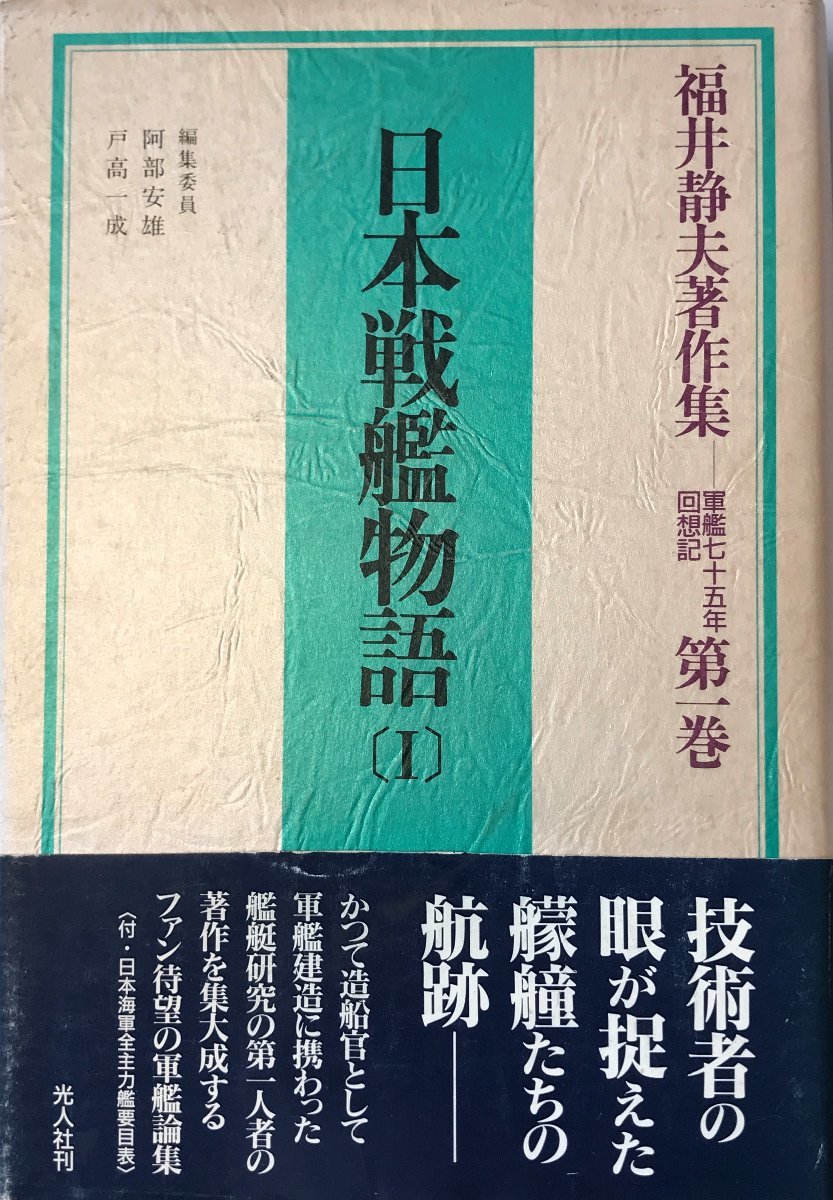 福井静夫著作集―軍艦七十五年
回想記
第一巻
日本戦艦物語〔I〕
編集委員
阿部安雄
戸高一成
技術者の
眼が捉えた
艨艟たちの
航跡――
かつて造船官として
軍艦建造に携わった
艦艇研究の第一人者の
著作を集大成する
ファン待望の軍艦論集
〈付・日本海軍全主力艦要目表〉
光人社刊